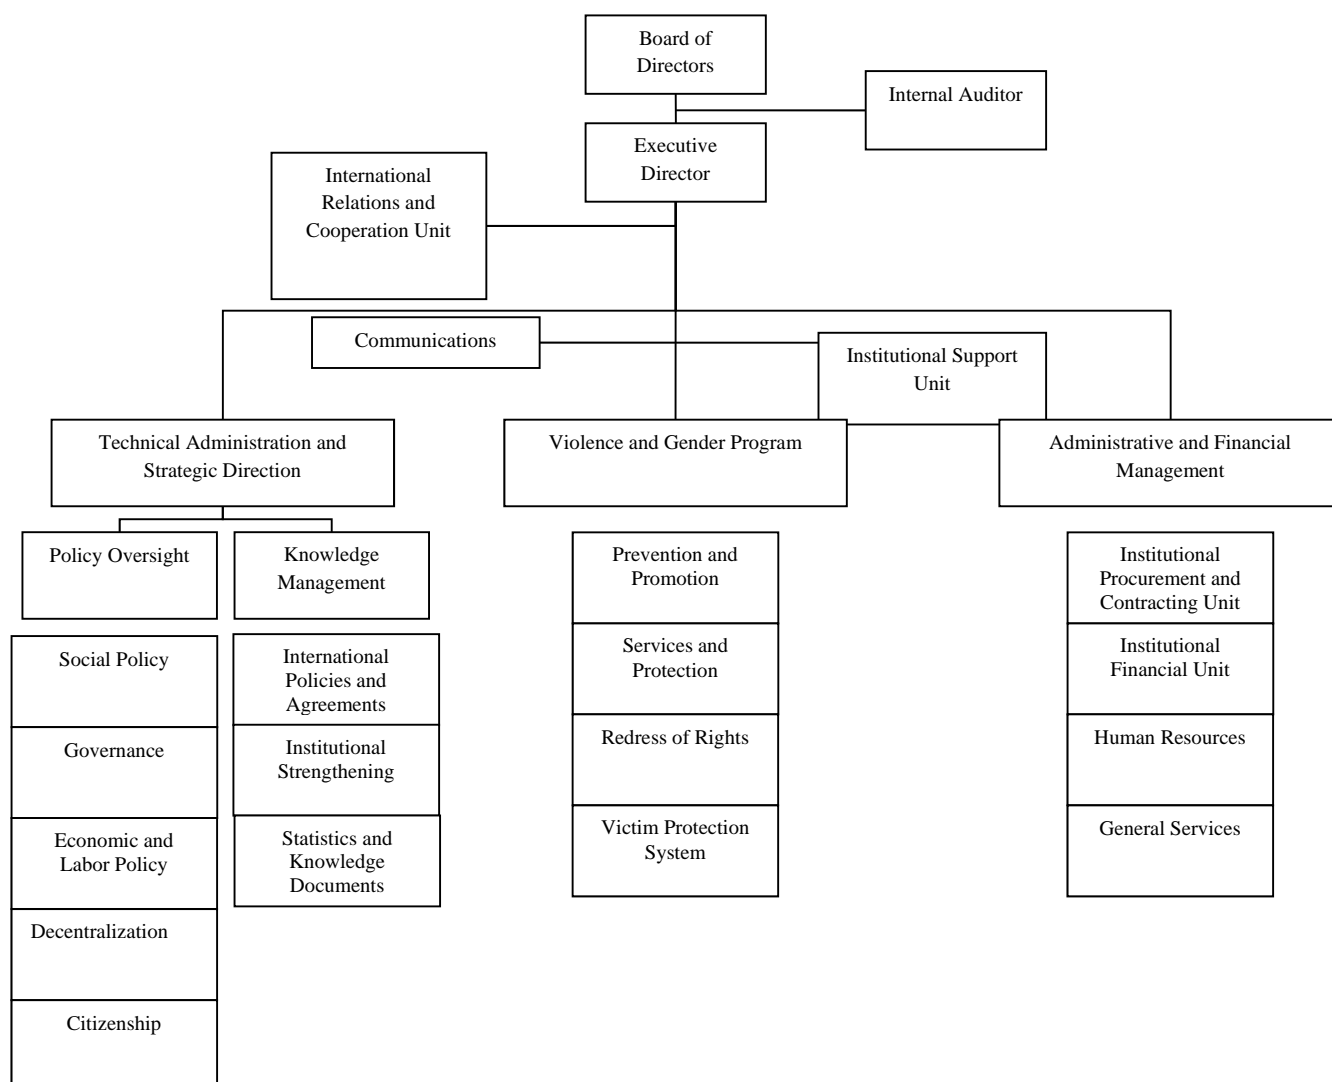 Board of
Directors
Internal Auditor
Executive
Director
International
Relations and
Cooperation Unit
Communications
Institutional Support
Unit
Technical Administration and
Strategic Direction
Violence and Gender Program
Administrative and Financial
Management
Policy Oversight
Knowledge
Management
Prevention and
Promotion
Institutional
Procurement and
Contracting Unit
Social Policy
International
Policies and
Agreements
Services and
Protection
Institutional
Financial Unit
Governance
Institutional
Strengthening
Redress of Rights
Human Resources
Economic and
Labor Policy
Statistics and
Knowledge
Documents
Victim Protection
System
General Services
Decentralization
Citizenship